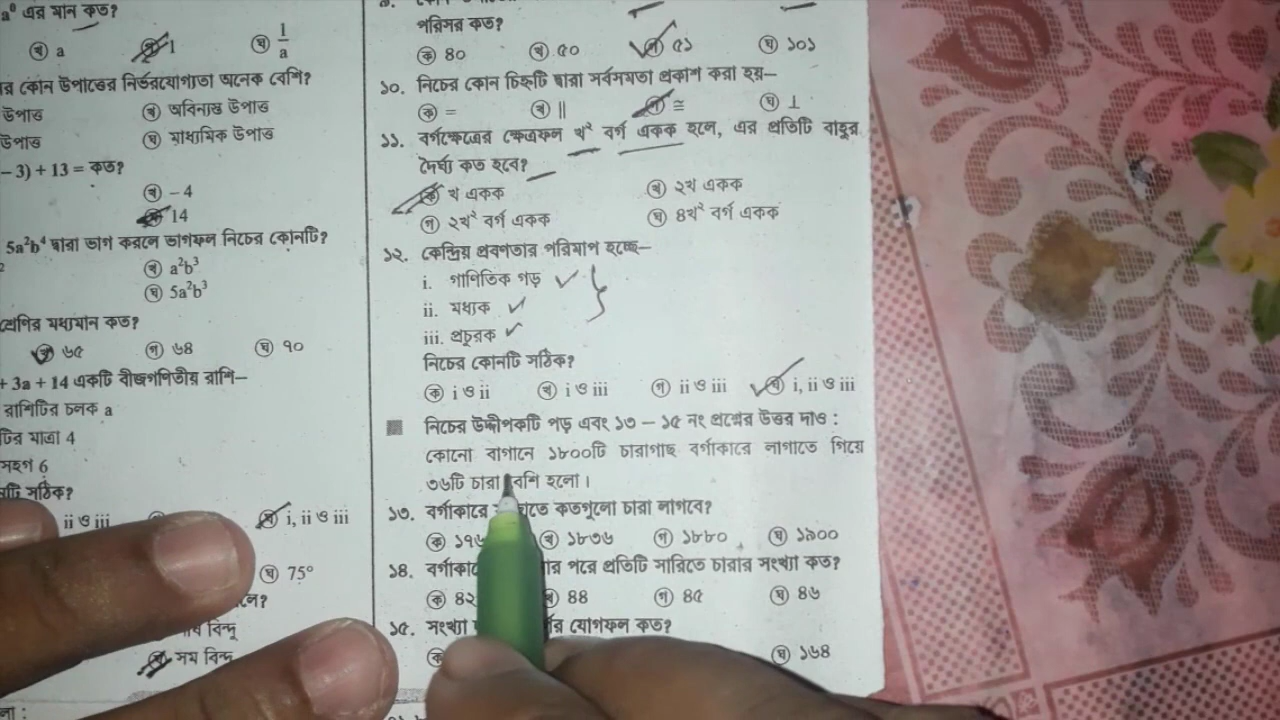 a⁰ এর মান কত?
খ a
1
ঘ 1/a
র কোন উপাত্তের নির্ভরযোগ্যতা অনেক বেশি?
উপাত্ত
খ অবিন্যস্ত উপাত্ত
উপাত্ত
ঘ মাধ্যমিক উপাত্ত
– 3) + 13 = কত?
খ – 4
14
5a²b⁴ দ্বারা ভাগ করলে ভাগফল নিচের কোনটি?
খ a²b³
ঘ 5a²b³
শ্রেণির মধ্যমান কত?
৬৫
গ ৬৪
ঘ ৭০
+ 3a + 14 একটি বীজগণিতীয় রাশি—
রাশিটির চলক a
টির মাত্রা 4
সহগ 6
সঠিক?
ii ও iii
ঘ i, ii ও iii
ঘ 75°
বিন্দু
সম বিন্দু
পরিসর কত?
ক ৪০
খ ৫০
গ ৫১
ঘ ১০১
১০. নিচের কোন চিহ্নটি দ্বারা সর্বসমতা প্রকাশ করা হয়—
ক =
খ ||
গ ≅
ঘ ⊥
১১. বর্গক্ষেত্রের ক্ষেত্রফল খ² বর্গ একক হলে, এর প্রতিটি বাহুর
দৈর্ঘ্য কত হবে?
ক খ একক
খ ২খ একক
গ ২খ² বর্গ একক
ঘ ৪খ² বর্গ একক
১২. কেন্দ্রিয় প্রবণতার পরিমাপ হচ্ছে—
i. গাণিতিক গড়
ii. মধ্যক
iii. প্রচুরক
নিচের কোনটি সঠিক?
ক i ও ii
খ i ও iii
গ ii ও iii
ঘ i, ii ও iii
নিচের উদ্দীপকটি পড় এবং ১৩ – ১৫ নং প্রশ্নের উত্তর দাও :
কোনো বাগানে ১৮০০টি চারাগাছ বর্গাকারে লাগাতে গিয়ে
৩৬টি চারা বেশি হলো।
১৩. বর্গাকারে কতগুলো চারা লাগবে?
ক
খ ১৮৩৬
গ ১৮৮০
ঘ ১৯০০
১৪. পরে প্রতিটি সারিতে চারার সংখ্যা কত?
ক ৪২
খ ৪৪
গ ৪৫
ঘ ৪৬
১৫. সংখ্যা যোগফল কত?
ঘ ১৬৪